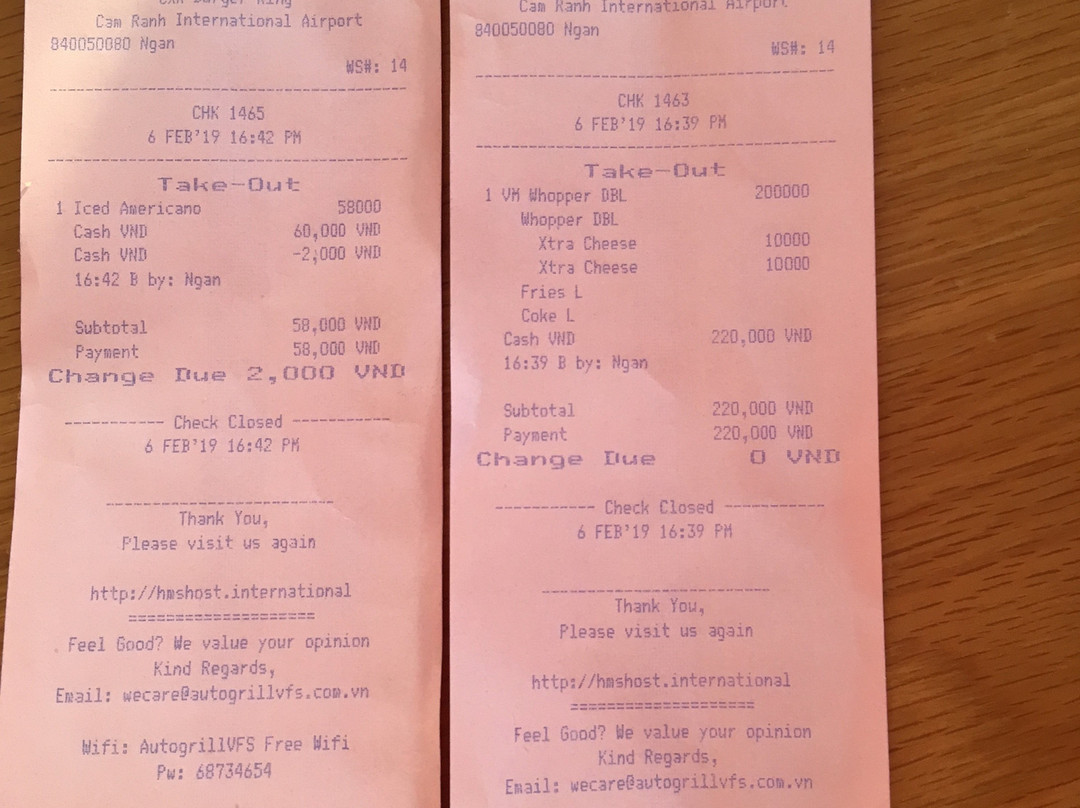 CXR Burger King
Cam Ranh International Airport
840050080 Ngan
WS#: 14
CHK 1465
6 FEB'19 16:42 PM
Take-Out
1 Iced Americano 58000
Cash VND 60,000 VND
Cash VND -2,000 VND
16:42 B by: Ngan
Subtotal 58,000 VND
Payment 58,000 VND
Change Due 2,000 VND
----------- Check Closed -----------
6 FEB'19 16:42 PM
Thank You,
Please visit us again
http://hmshost.international
====================
Feel Good? We value your opinion
Kind Regards,
Email: wecare@autogrillvfs.com.vn
Wifi: AutogrillVFS Free Wifi
Pw: 68734654
Cam Ranh International Airport
840050080 Ngan
WS#: 14
CHK 1463
6 FEB'19 16:39 PM
Take-Out
1 VM Whopper DBL 200000
Whopper DBL
Xtra Cheese 10000
Xtra Cheese 10000
Fries L
Coke L
Cash VND 220,000 VND
16:39 B by: Ngan
Subtotal 220,000 VND
Payment 220,000 VND
Change Due 0 VND
----------- Check Closed -----------
6 FEB'19 16:39 PM
Thank You,
Please visit us again
http://hmshost.international
====================
Feel Good? We value your opinion
Kind Regards,
Email: wecare@autogrillvfs.com.vn